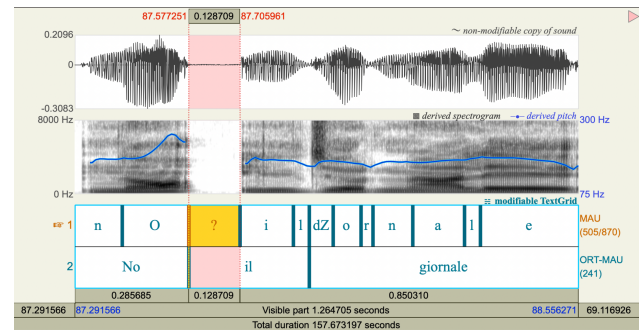 87.577251 0.128709 87.705961
~ non-modifiable copy of sound
0.2096
0
-0.3083
derived spectrogram derived pitch
8000 Hz 300 Hz
0 Hz 75 Hz
modifiable TextGrid
1 n O ? i l dZ o r n a l e MAU
(505/870)
2 No il giornale ORT-MAU
(241)
0.285685 0.128709 0.850310
87.291566 87.291566 Visible part 1.264705 seconds 88.556271 69.116926
Total duration 157.673197 seconds